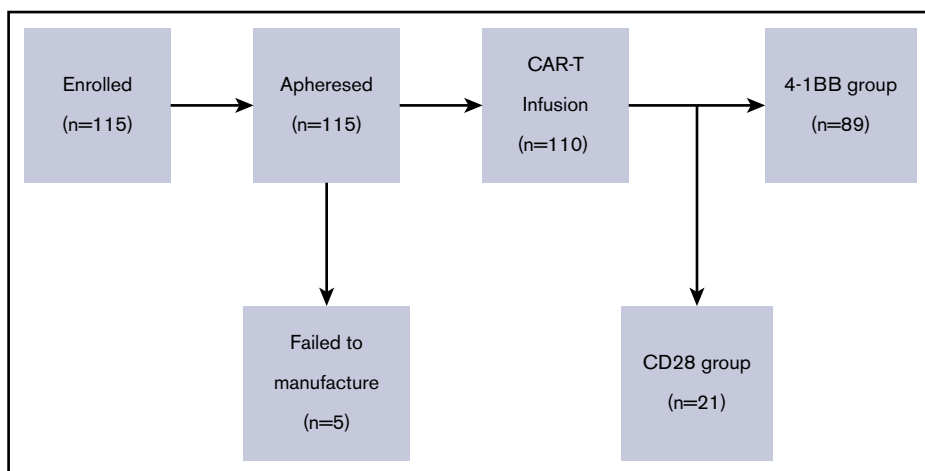 Enrolled
(n=115)
Apheresed
(n=115)
CAR-T
Infusion
(n=110)
4-1BB group
(n=89)
Failed to
manufacture
(n=5)
CD28 group
(n=21)